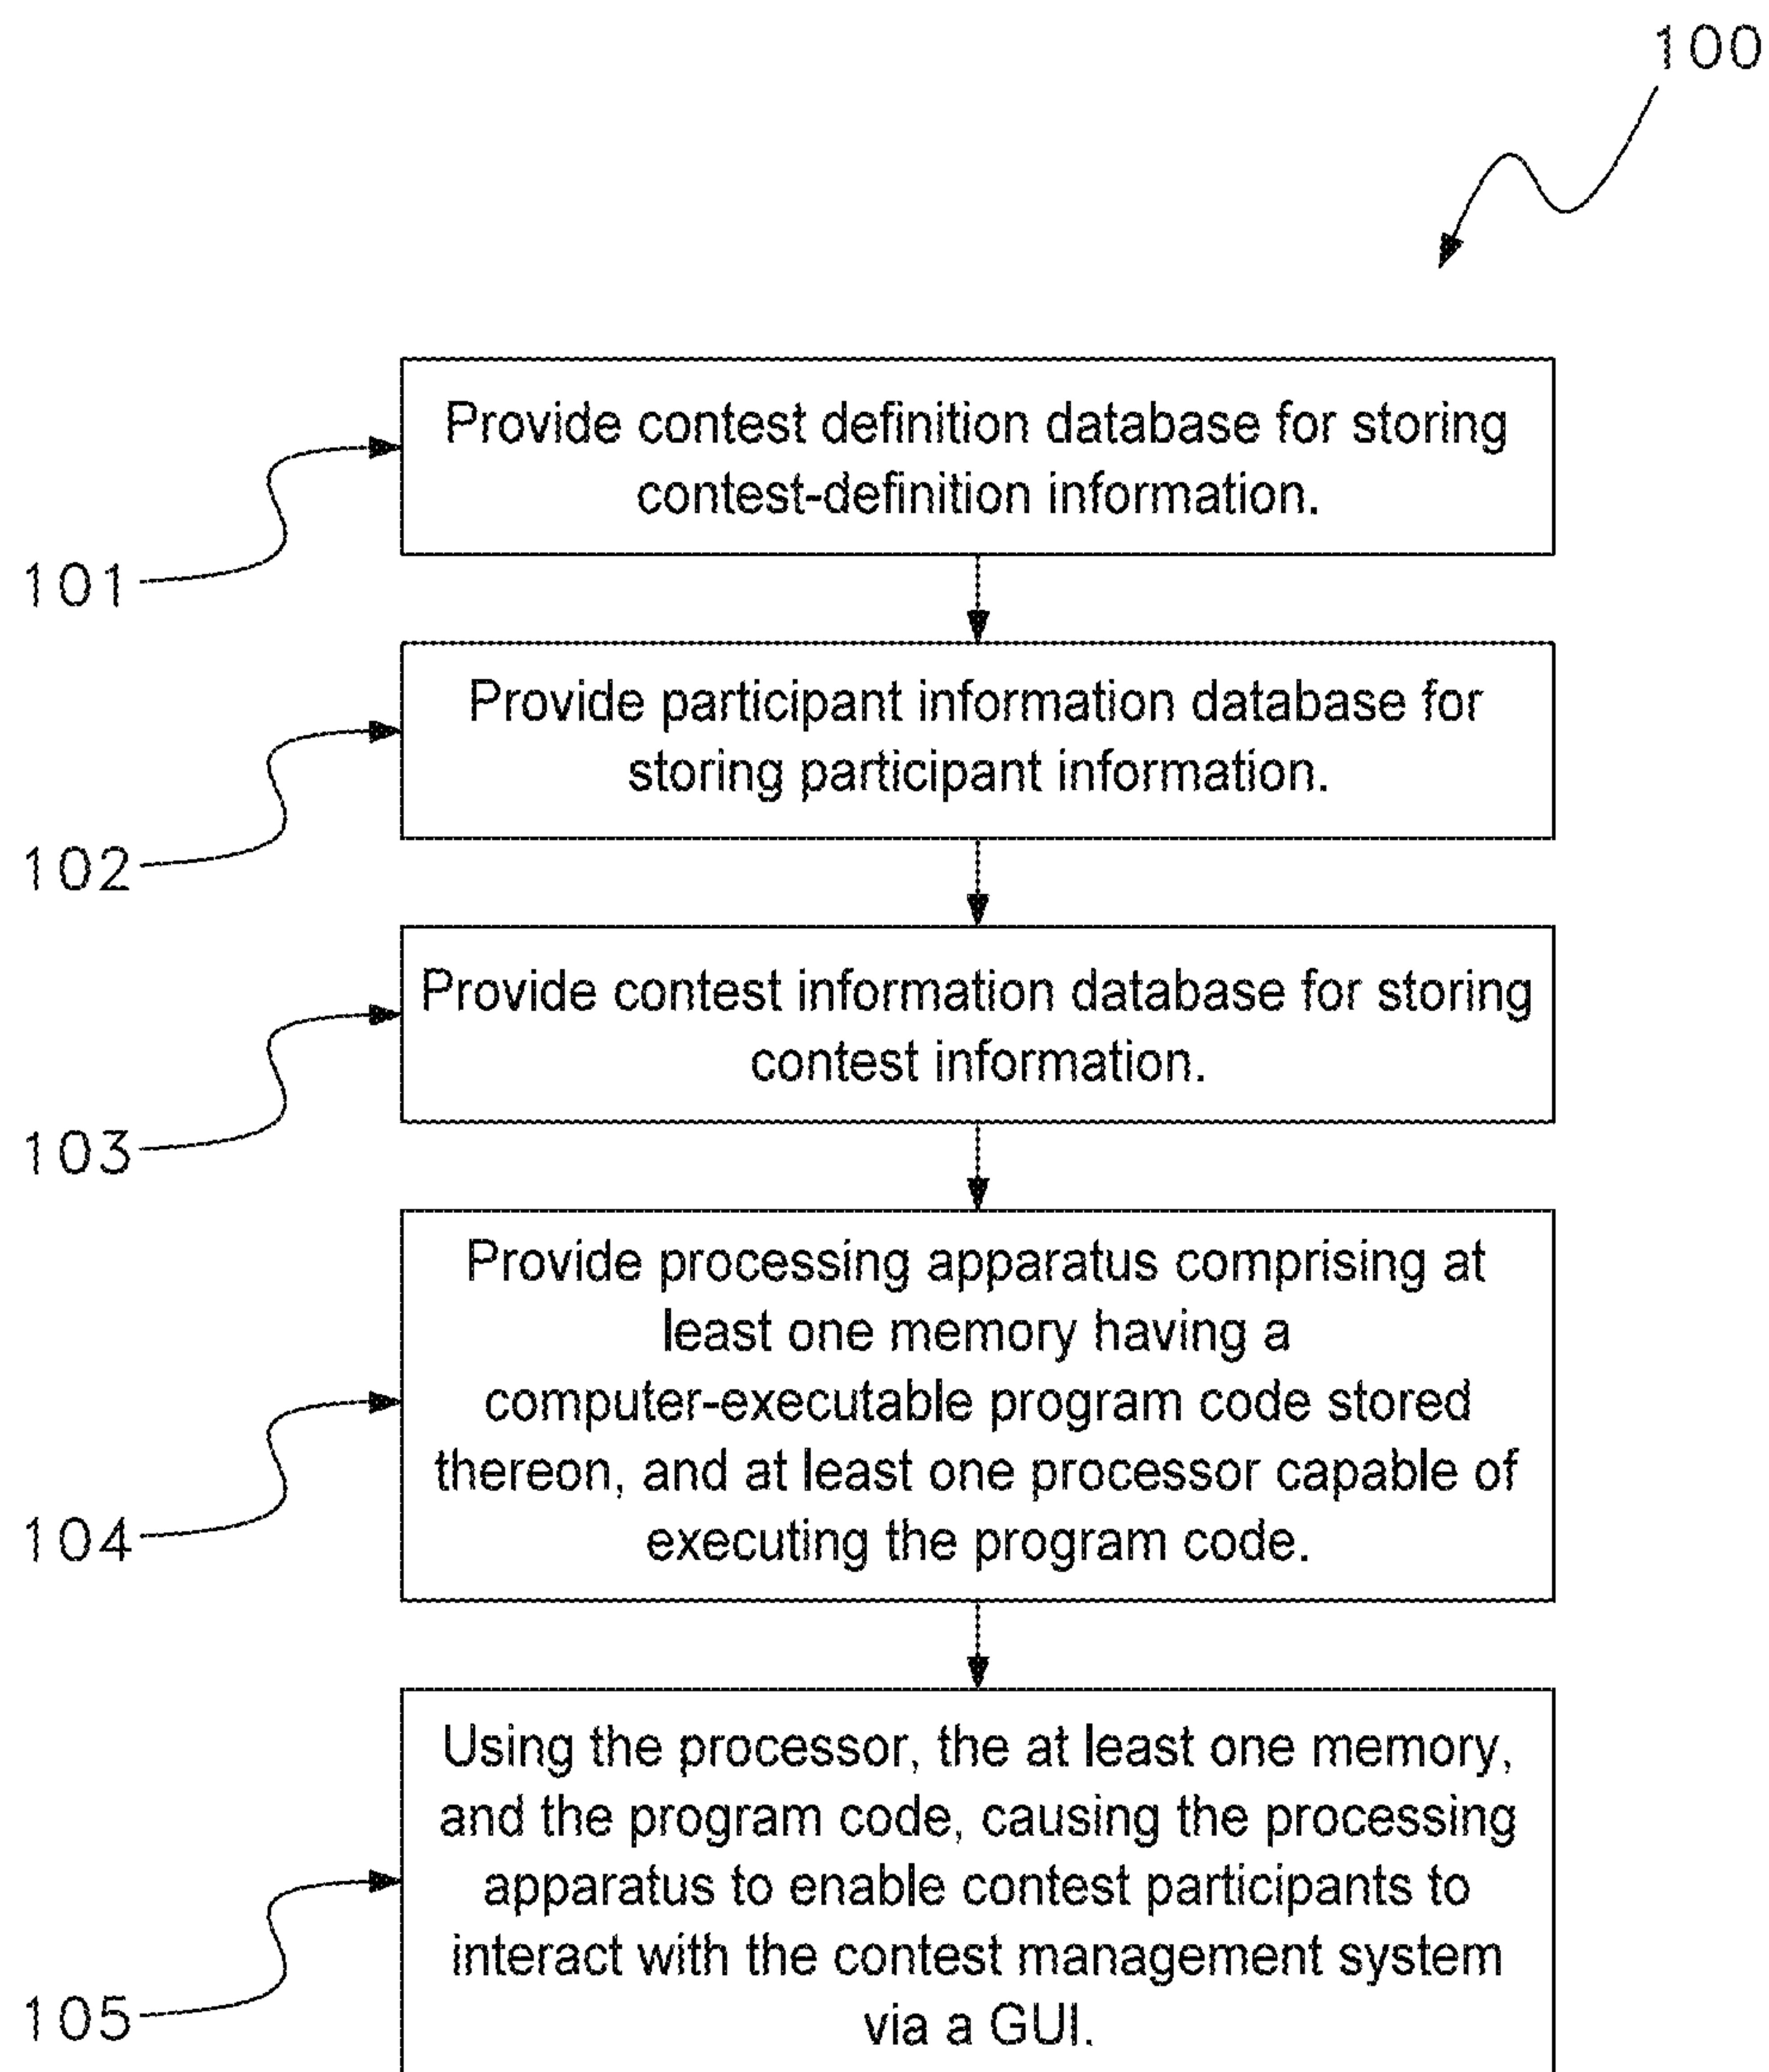 100
Provide contest definition database for storing
contest-definition information.
101
Provide participant information database for
storing participant information.
102
Provide contest information database for storing
contest information.
103
Provide processing apparatus comprising at
least one memory having a
computer-executable program code stored
thereon, and at least one processor capable of
executing the program code.
104
Using the processor, the at least one memory,
and the program code, causing the processing
apparatus to enable contest participants to
interact with the contest management system
via a GUI.
105